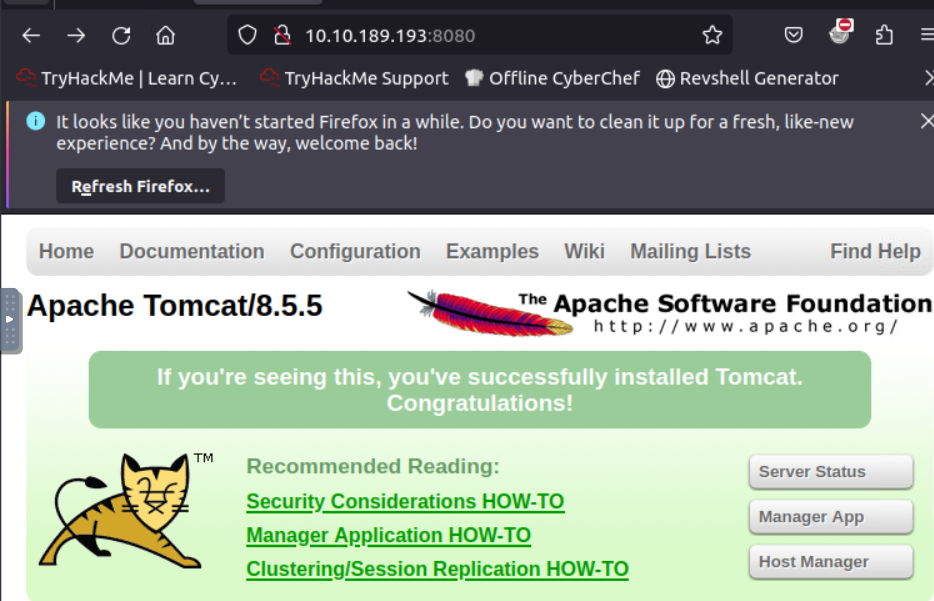 10.10.189.193:8080
TryHackMe | Learn Cy... TryHackMe Support Offline CyberChef Revshell Generator
It looks like you haven’t started Firefox in a while. Do you want to clean it up for a fresh, like-new
experience? And by the way, welcome back!
Refresh Firefox...
Home Documentation Configuration Examples Wiki Mailing Lists Find Help
Apache Tomcat/8.5.5
The Apache Software Foundation
http://www.apache.org/
If you're seeing this, you've successfully installed Tomcat.
Congratulations!
TM
Recommended Reading:
Security Considerations HOW-TO
Manager Application HOW-TO
Clustering/Session Replication HOW-TO
Server Status
Manager App
Host Manager